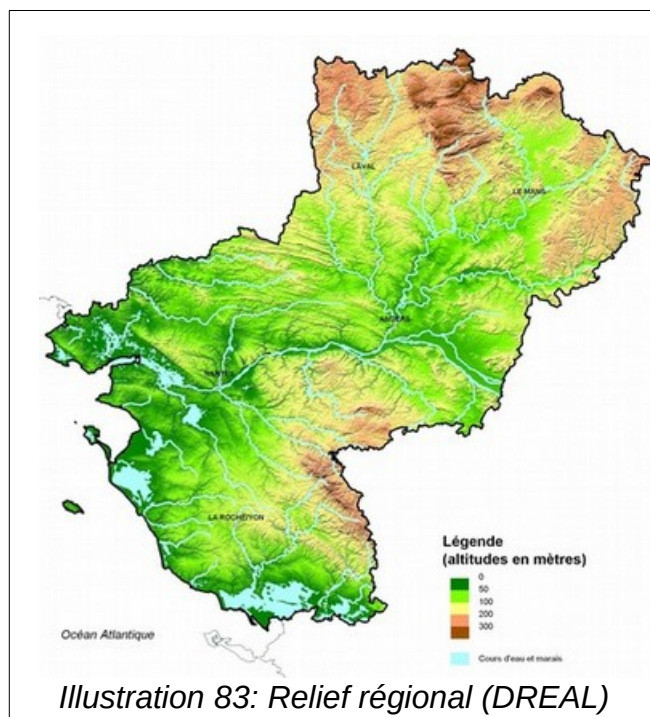 LAVAL
LE MANS
ANGERS
NANTES
LA ROCHE/YON
Légende
(altitudes en mètres)
0
50
100
200
300
Cours d'eau et marais
Océan Atlantique
Illustration 83: Relief régional (DREAL)